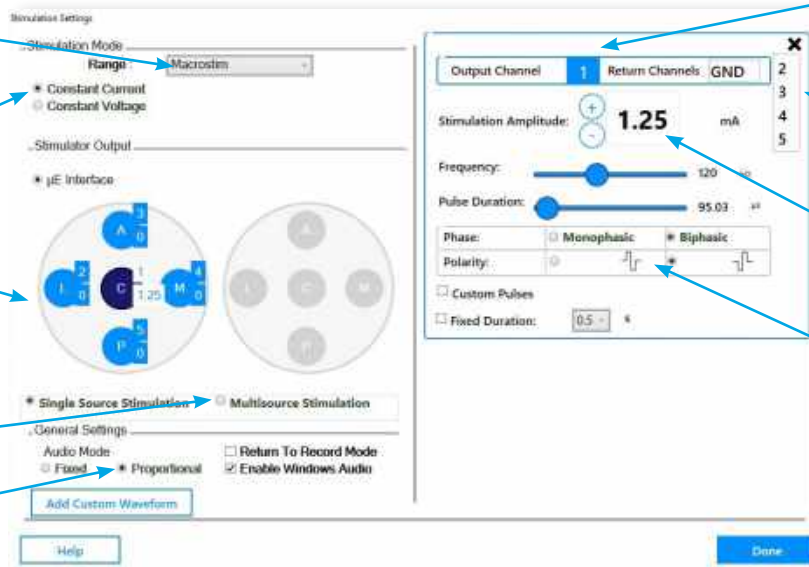 Stimulation Settings
Stimulation Mode
Range :
Macrostim
Constant Current
Constant Voltage
Stimulator Output
µE Interface
A 3 0
L 2 0
C 1 1.25
M 4 0
P 5 0
A
L
C
M
P
Single Source Stimulation
Multisource Stimulation
General Settings
Audio Mode
Fixed
Proportional
Return To Record Mode
Enable Windows Audio
Add Custom Waveform
Help
Output Channel 1 Return Channels GND
2
3
4
5
Stimulation Amplitude: + - 1.25 mA
Frequency: 120
Pulse Duration: 95.03
Phase: Monophasic Biphasic
Polarity:
Custom Pulses
Fixed Duration: 0.5 s
Done